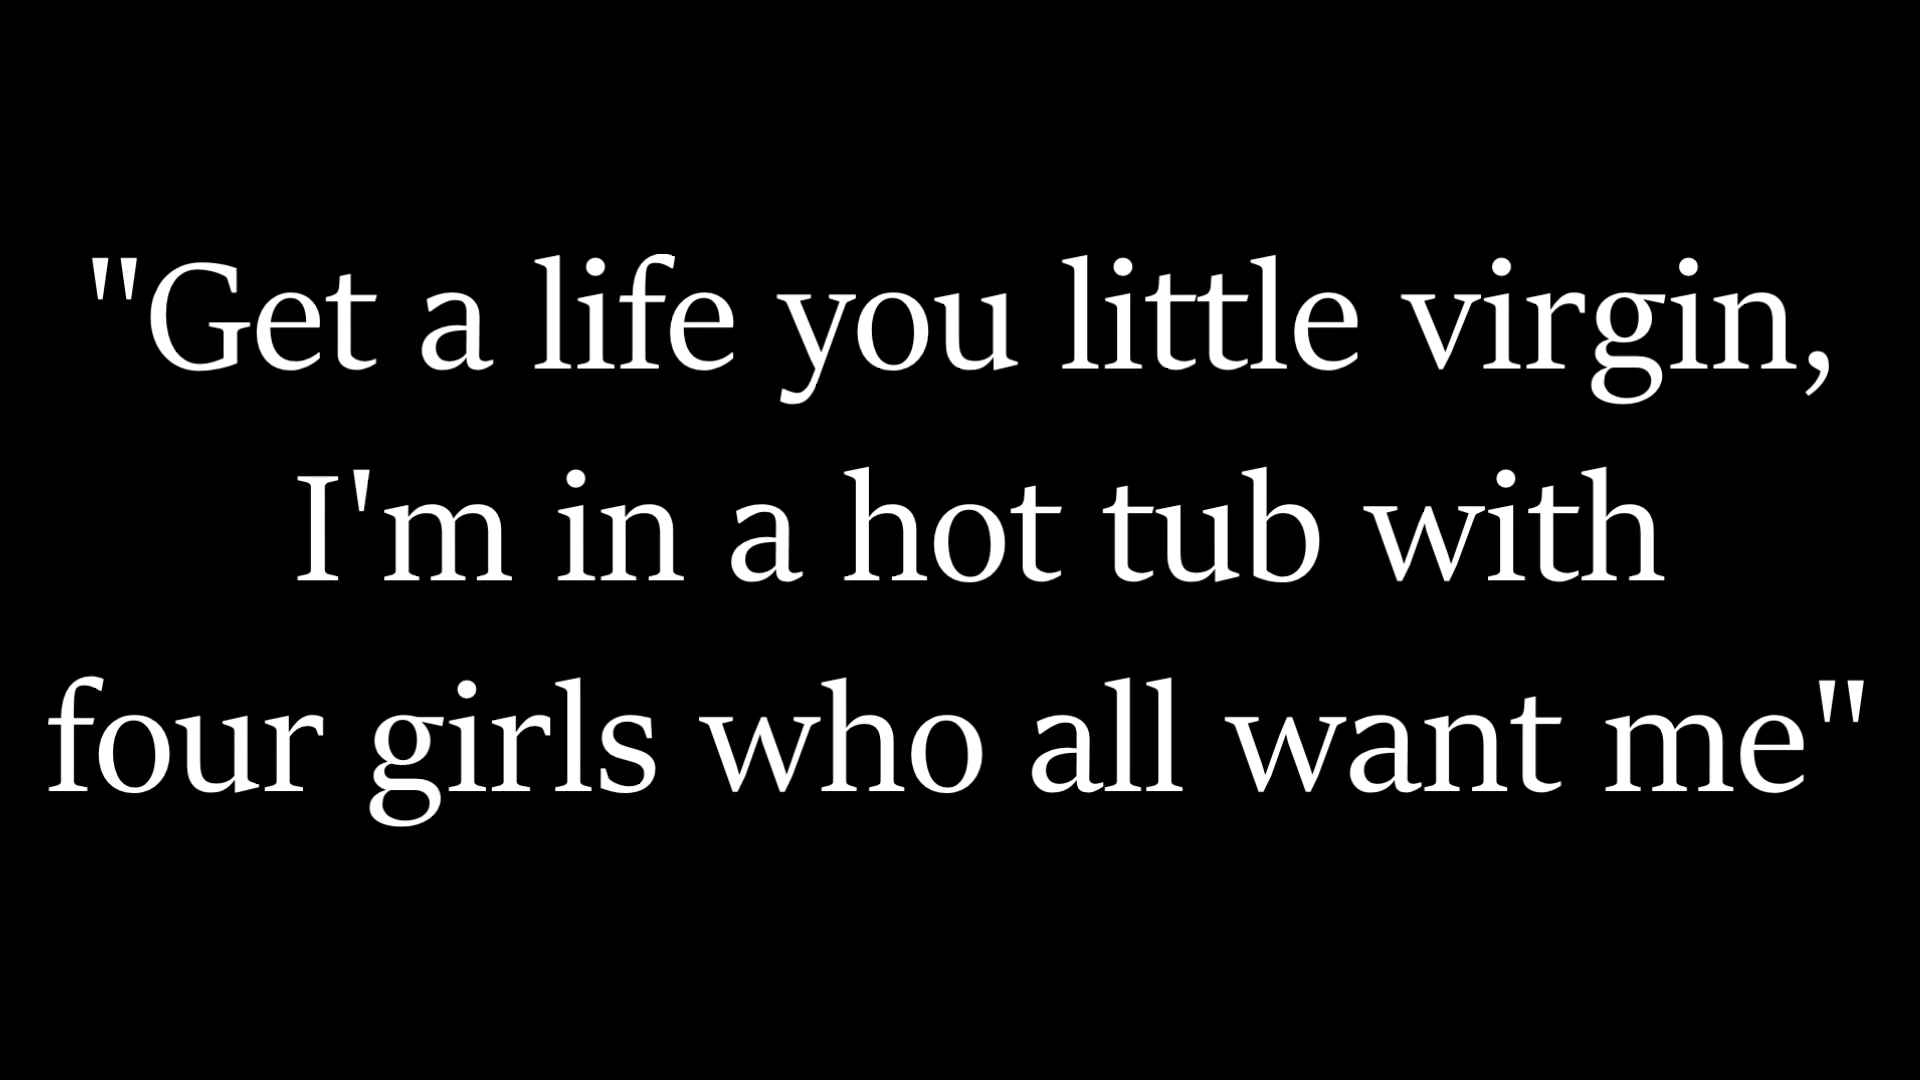 "Get a life you little virgin,
I'm in a hot tub with
four girls who all want me"